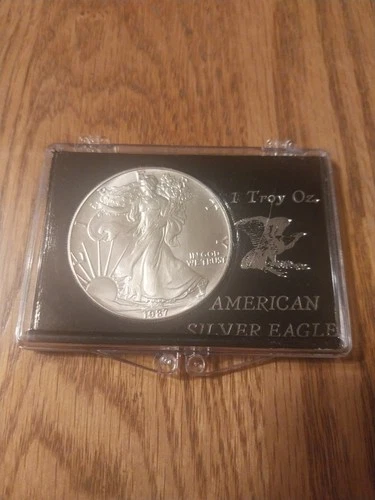 IN GOD
WE TRUST
1987
1 Troy Oz.
AMERICAN
SILVER EAGLE